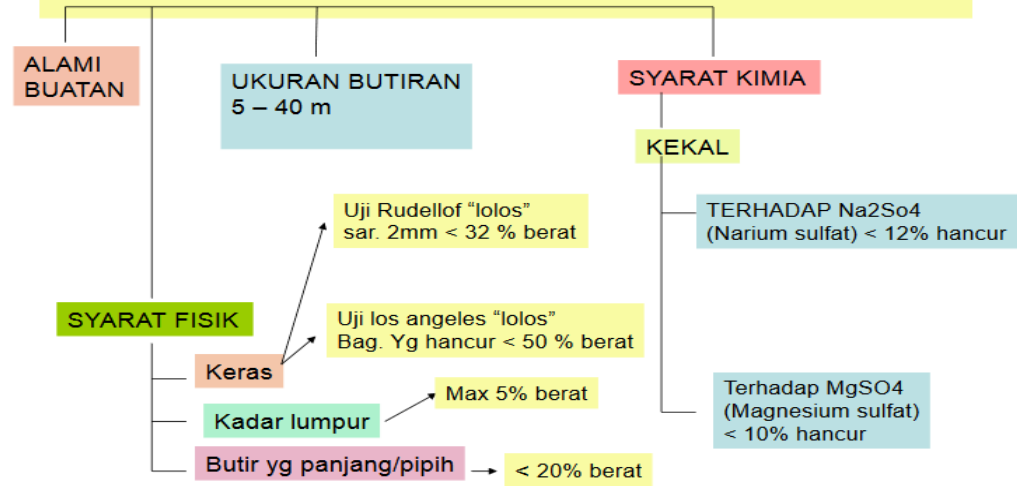 ALAMI
BUATAN
UKURAN BUTIRAN
5 – 40 m
SYARAT KIMIA
KEKAL
Uji Rudellof “lolos”
sar. 2mm < 32 % berat
TERHADAP Na2So4
(Narium sulfat) < 12% hancur
SYARAT FISIK
Uji los angeles “lolos”
Bag. Yg hancur < 50 % berat
Keras
Max 5% berat
Kadar lumpur
Terhadap MgSO4
(Magnesium sulfat)
< 10% hancur
Butir yg panjang/pipih
< 20% berat